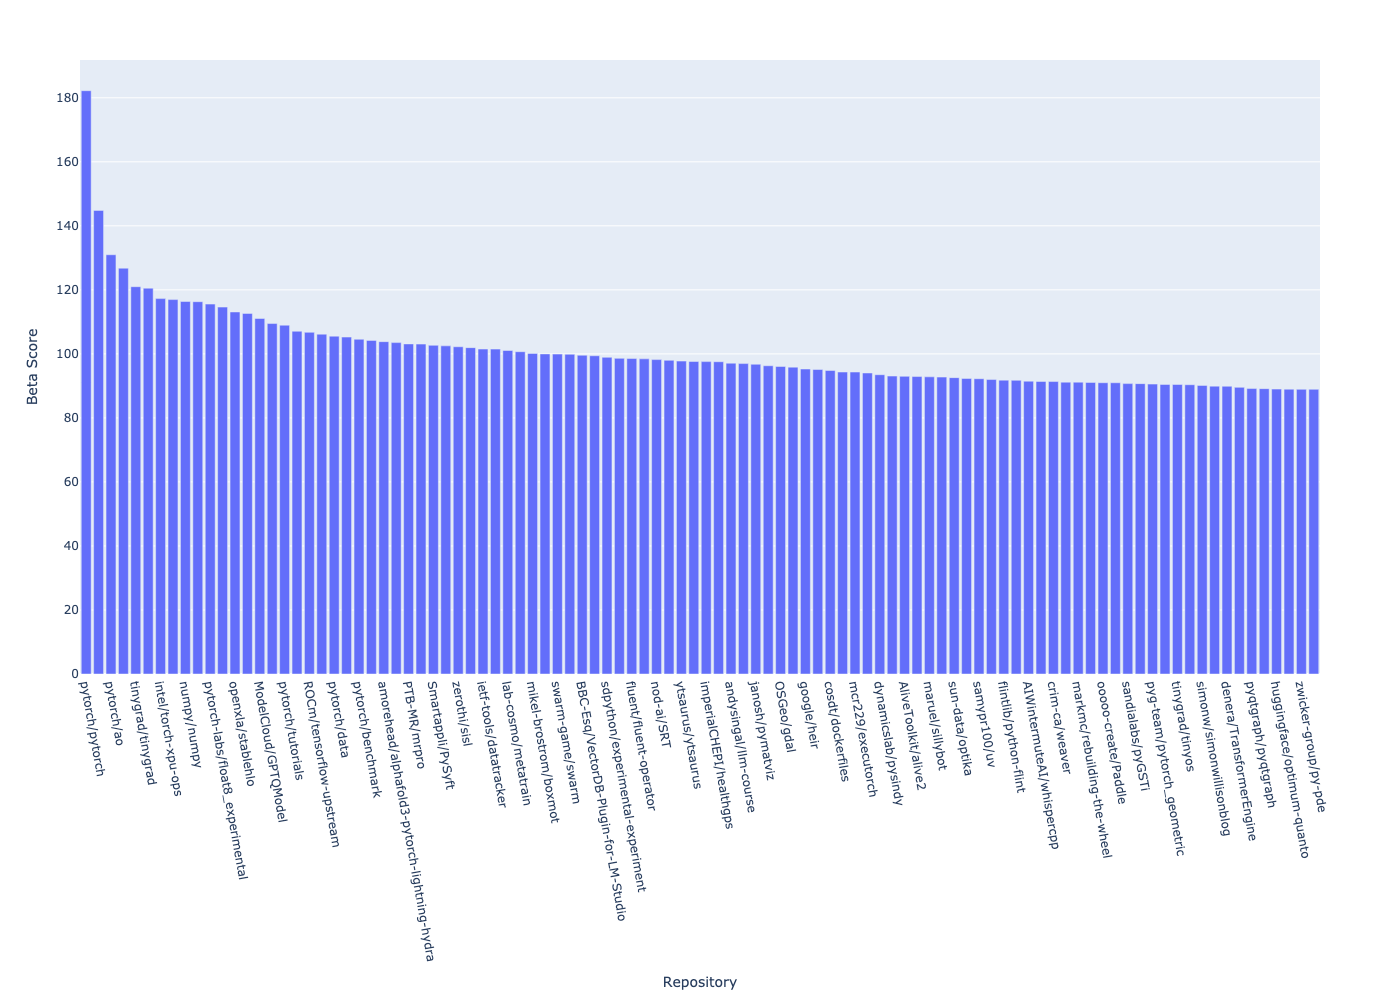 180
160
140
120
100
80
60
40
20
0
Beta Score
pytorch/pytorch
pytorch/ao
tinygrad/tinygrad
intel/torch-xpu-ops
numpy/numpy
pytorch-labs/float8_experimental
openxla/stablehlo
ModelCloud/GPTQModel
pytorch/tutorials
ROCm/tensorflow-upstream
pytorch/data
pytorch/benchmark
amorehead/alphafold3-pytorch-lightning-hydra
PTB-MR/mrpro
Smartappli/PySyft
zerothi/sisl
ietf-tools/datatracker
lab-cosmo/metatrain
mikel-brostrom/boxmot
swarm-game/swarm
BBC-Esq/VectorDB-Plugin-for-LM-Studio
sdpython/experimental-experiment
fluent/fluent-operator
nod-ai/SRT
ytsaurus/ytsaurus
imperialCHEPI/healthgps
andysingal/llm-course
janosh/pymatviz
OSGeo/gdal
google/heir
cosdt/dockerfiles
mcr229/executorch
dynamicslab/pysindy
AliveToolkit/alive2
maruel/sillybot
sun-data/optika
samypr100/uv
flintlib/python-flint
AIWintermuteAI/whispercpp
crim-ca/weaver
markmc/rebuilding-the-wheel
ooooo-create/Paddle
sandialabs/pyGSTi
pyg-team/pytorch_geometric
tinygrad/tinyos
simonw/simonwillisonblog
denera/TransformerEngine
pyqtgraph/pyqtgraph
huggingface/optimum-quanto
zwicker-group/py-pde
Repository